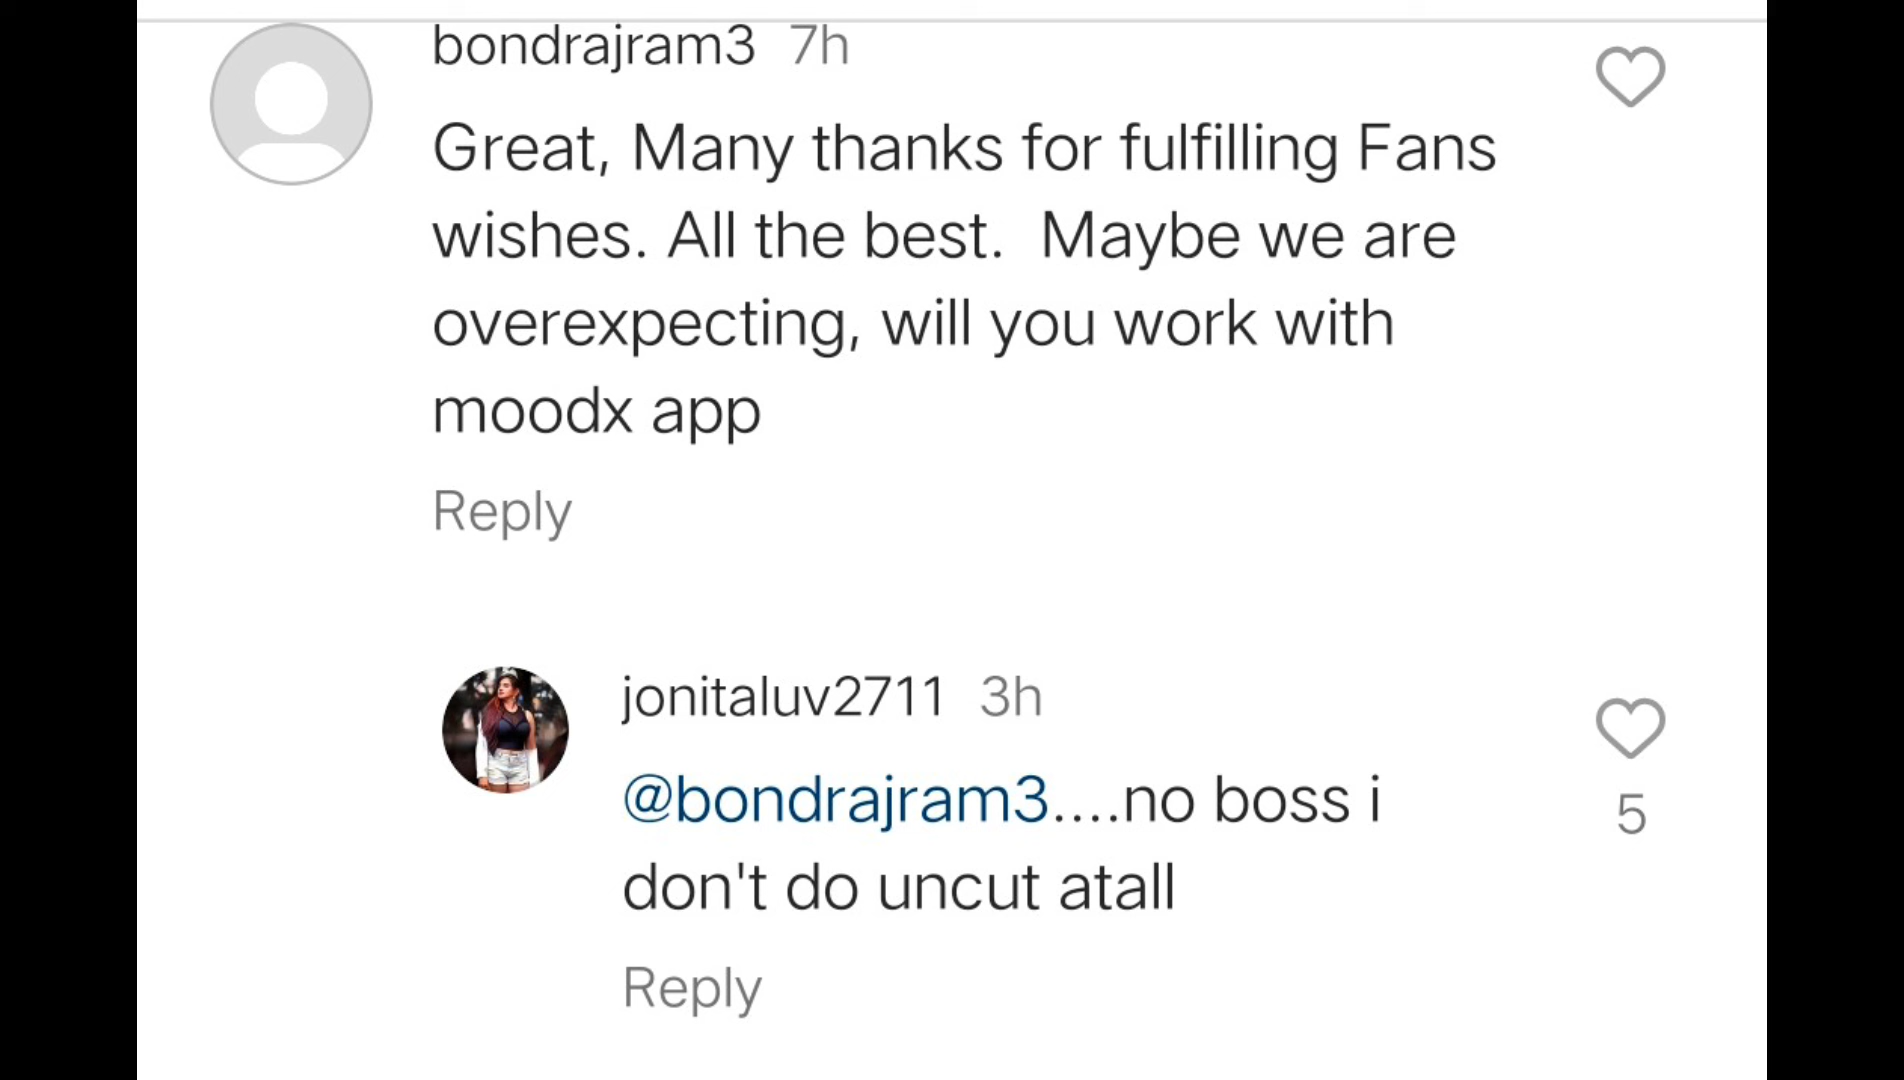 bondrajram3 7h
Great, Many thanks for fulfilling Fans
wishes. All the best.  Maybe we are
overexpecting, will you work with
moodx app
Reply
jonitaluv2711 3h
@bondrajram3....no boss i
5
don't do uncut atall
Reply